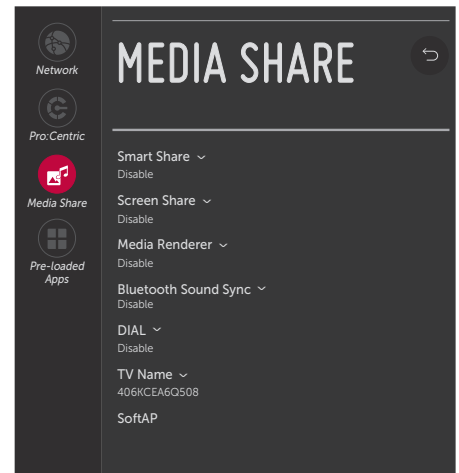 Network
Pro:Centric
Media Share
Pre-loaded
Apps
MEDIA SHARE
Smart Share
Disable
Screen Share
Disable
Media Renderer
Disable
Bluetooth Sound Sync
Disable
DIAL
Disable
TV Name
406KCEA6Q508
SoftAP